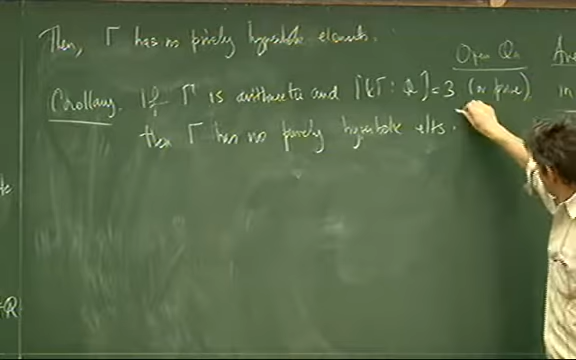 Then, Γ has no purely hyperbolic elements.
Open Qn
Corollary. If Γ is arithmetic and [kΓ : Q] = 3 (or prime)
in
then Γ has no purely hyperbolic elts.
R